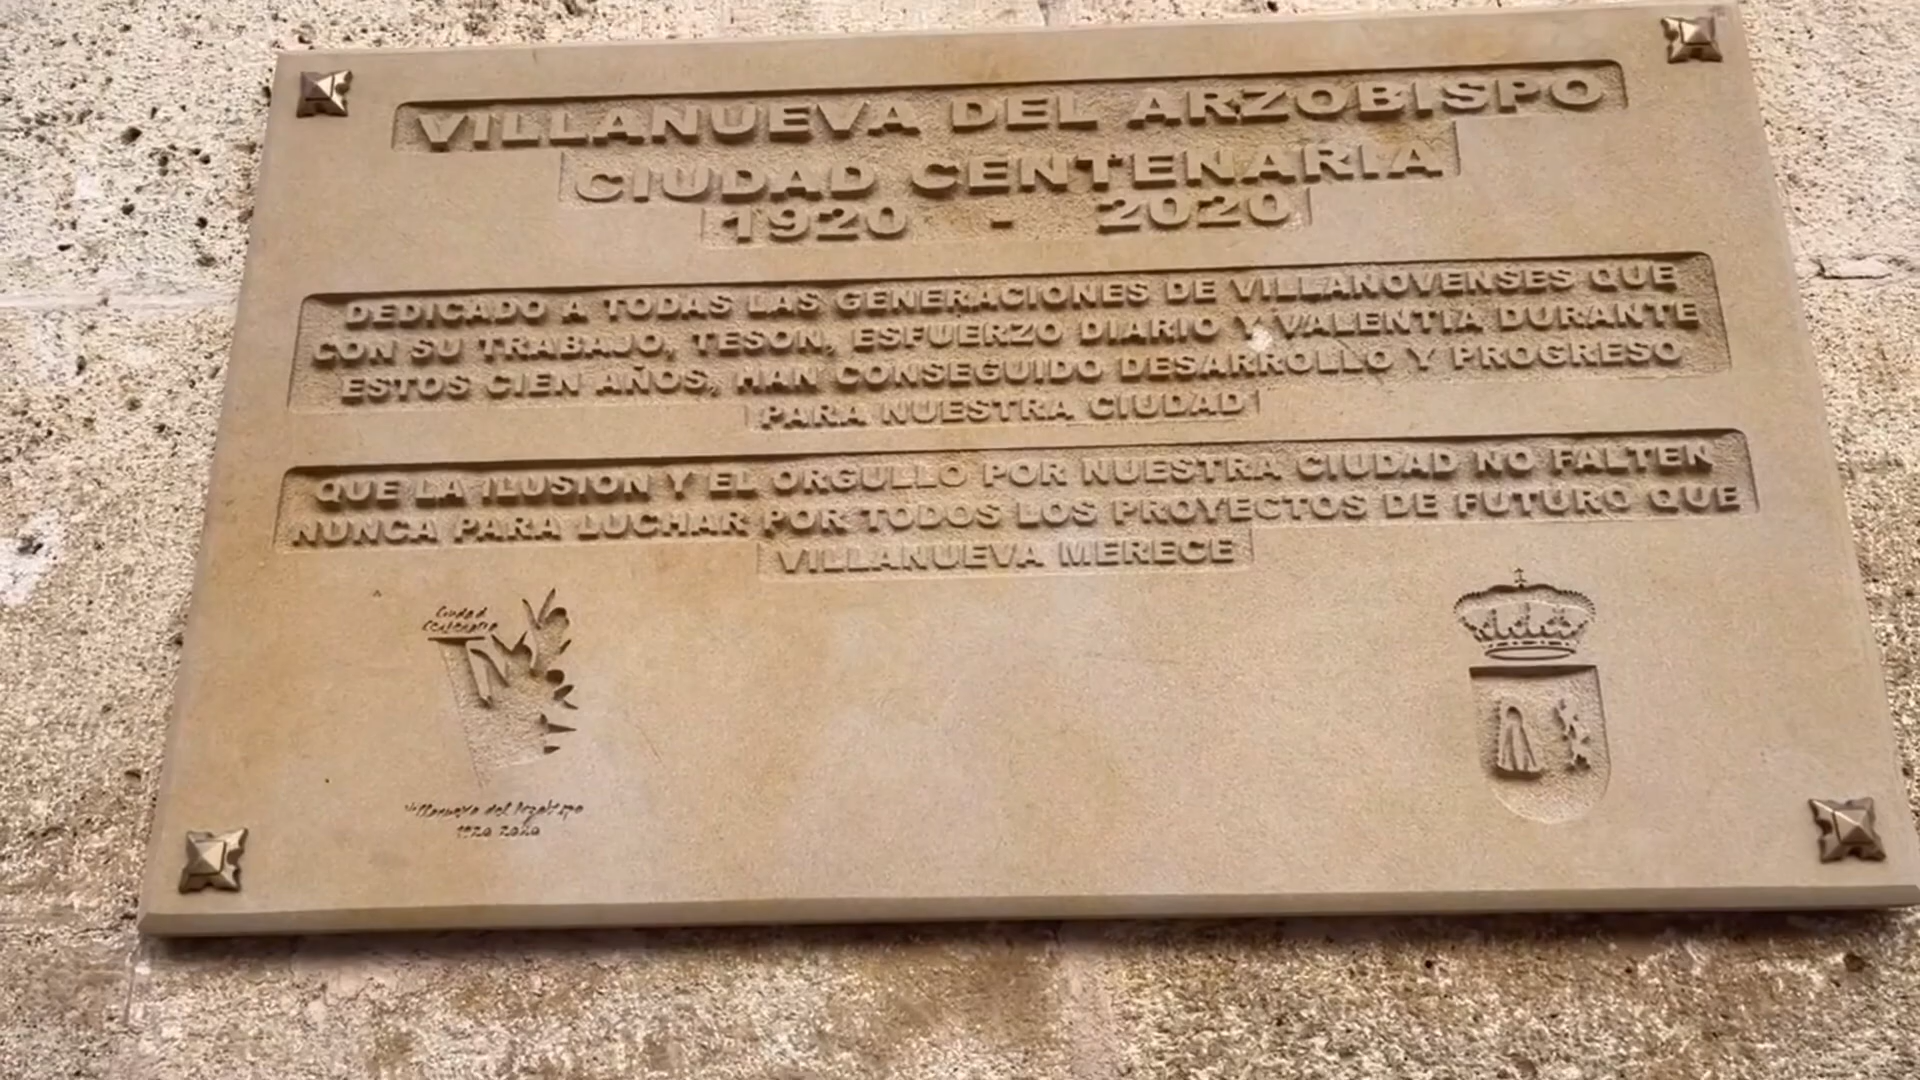 VILLANUEVA DEL ARZOBISPO
CIUDAD CENTENARIA
1920 - 2020
DEDICADO A TODAS LAS GENERACIONES DE VILLANOVENSES QUE
CON SU TRABAJO, TESON, ESFUERZO DIARIO Y VALENTIA DURANTE
ESTOS CIEN AÑOS, HAN CONSEGUIDO DESARROLLO Y PROGRESO
PARA NUESTRA CIUDAD
QUE LA ILUSION Y EL ORGULLO POR NUESTRA CIUDAD NO FALTEN
NUNCA PARA LUCHAR POR TODOS LOS PROYECTOS DE FUTURO QUE
VILLANUEVA MERECE
Ciudad
Centenaria
Villanueva del Arzobispo
1920 2020